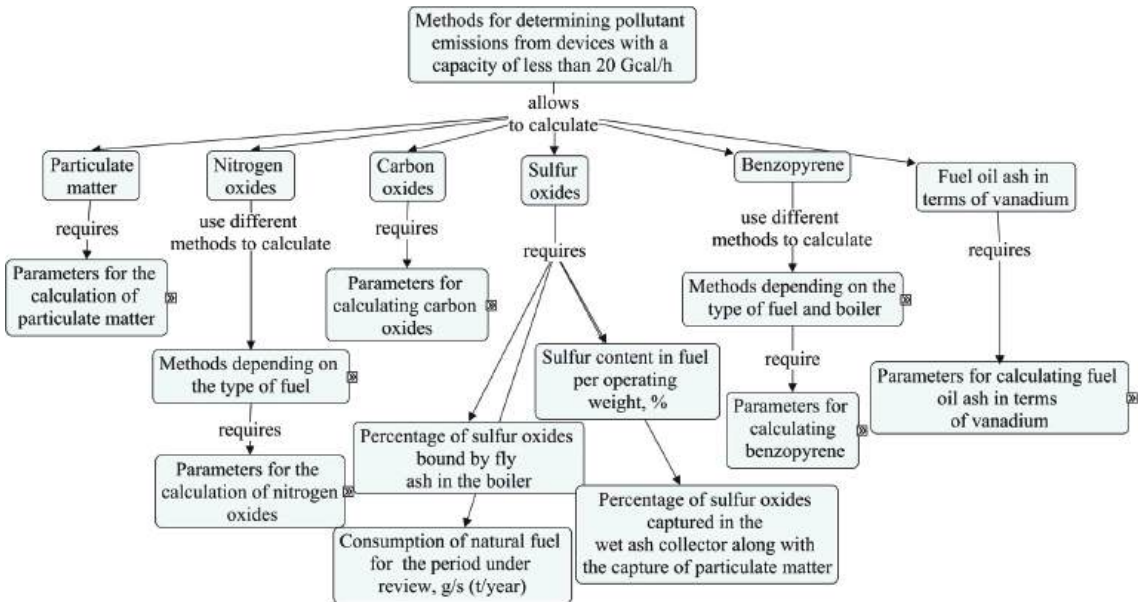 Methods for determining pollutant
emissions from devices with a
capacity of less than 20 Gcal/h
allows
to calculate
Particulate
matter
Nitrogen
oxides
Carbon
oxides
Sulfur
oxides
Benzopyrene
Fuel oil ash in
terms of vanadium
requires
use different
methods to calculate
requires
requires
use different
methods to calculate
requires
Parameters for the
calculation of
particulate matter
Parameters for
calculating carbon
oxides
Methods depending on the
type of fuel and boiler
Methods depending on
the type of fuel
Sulfur content in fuel
per operating
weight, %
require
Parameters for calculating fuel
oil ash in terms
of vanadium
requires
Percentage of sulfur oxides
bound by fly
ash in the boiler
Parameters for
calculating
benzopyrene
Parameters for the
calculation of nitrogen
oxides
Percentage of sulfur oxides
captured in the
wet ash collector along with
the capture of particulate matter
Consumption of natural fuel
for the period under
review, g/s (t/year)